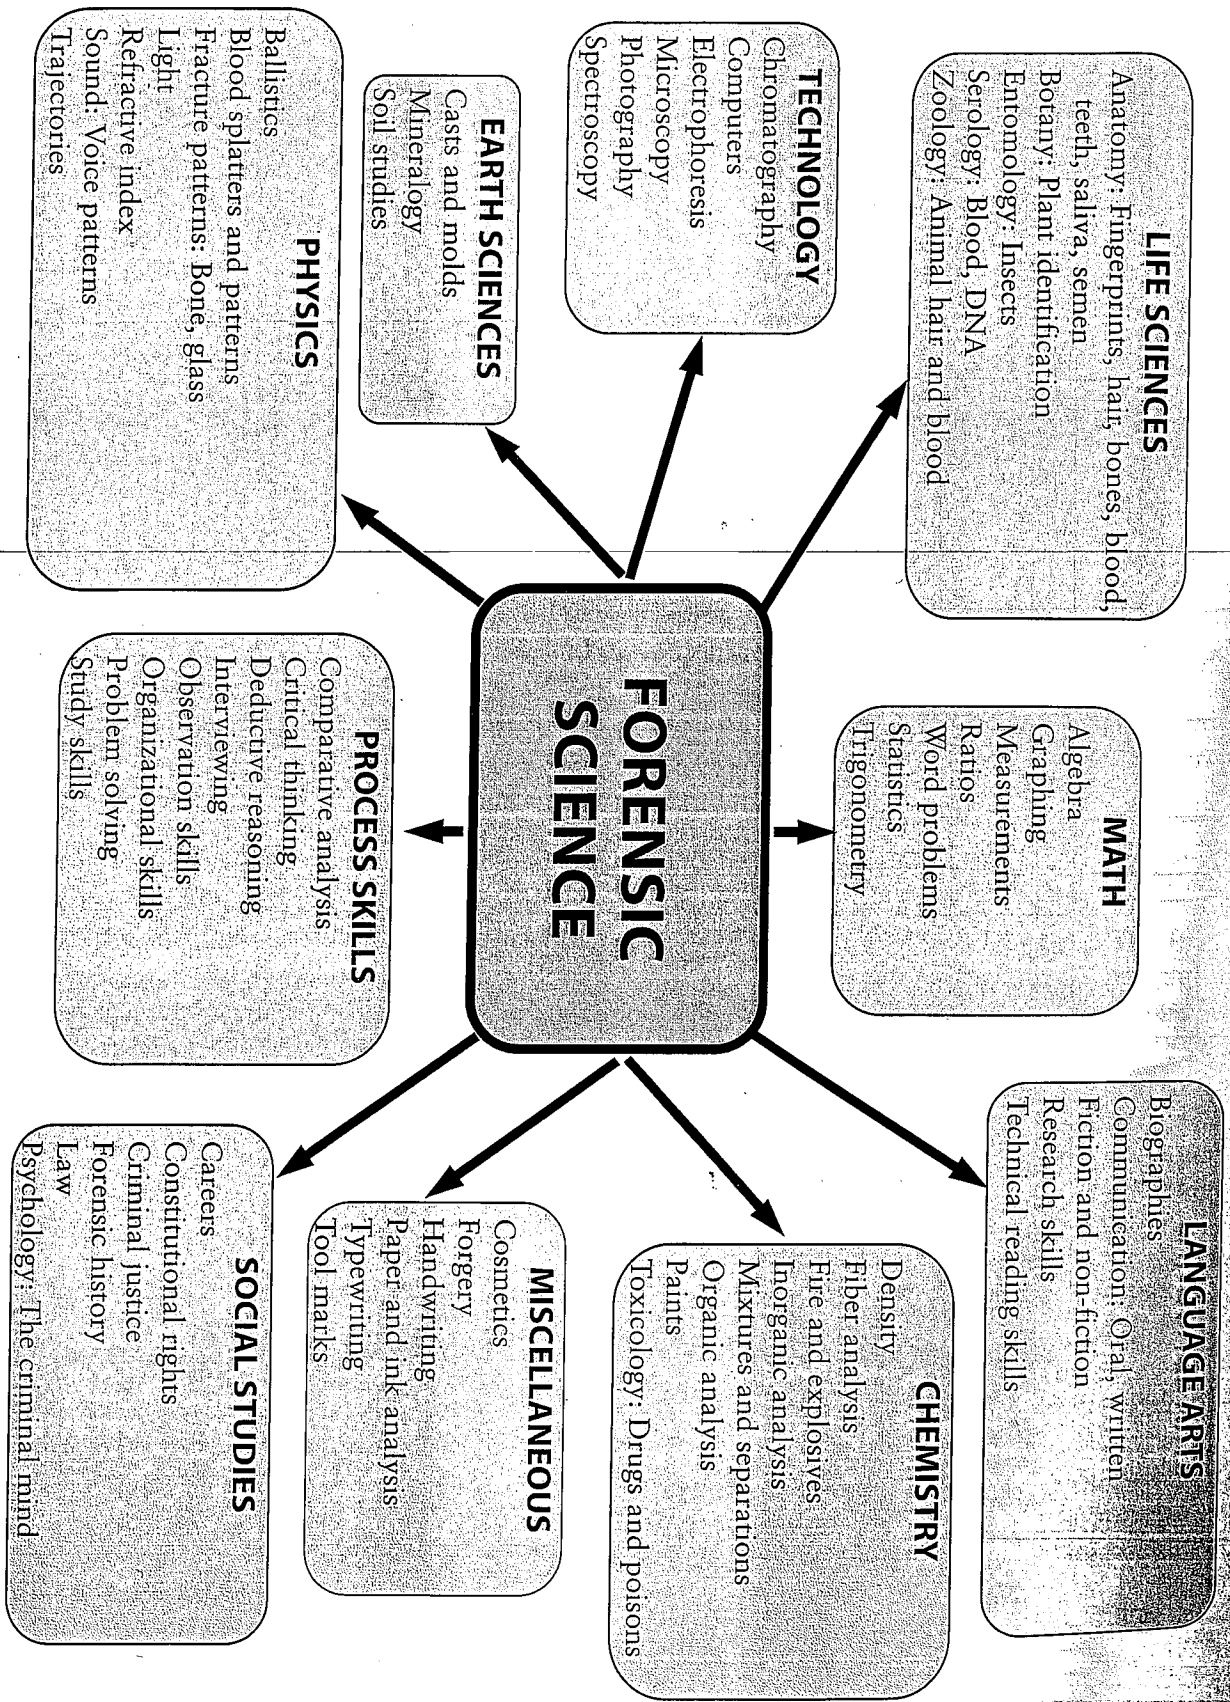 LIFE SCIENCES
Anatomy: Fingerprints, hair, bones, blood,
teeth, saliva, semen
Botany: Plant identification
Entomology: Insects
Serology: Blood, DNA
Zoology: Animal hair and blood
MATH
Algebra
Graphing
Measurements
Ratios
Word problems
Statistics
Trigonometry
LANGUAGE ARTS
Biographies
Communication: Oral, written
Fiction and non-fiction
Research skills
Technical reading skills
TECHNOLOGY
Chromatography
Computers
Electrophoresis
Microscopy
Photography
Spectroscopy
FORENSIC
SCIENCE
CHEMISTRY
Density
Fiber analysis
Fire and explosives
Inorganic analysis
Mixtures and separations
Organic analysis
Paints
Toxicology: Drugs and poisons
EARTH SCIENCES
Casts and molds
Mineralogy
Soil studies
MISCELLANEOUS
Cosmetics
Forgery
Handwriting
Paper and ink analysis
Typewriting
Tool marks
PHYSICS
Ballistics
Blood splatters and patterns
Fracture patterns: Bone, glass
Light
Refractive index
Sound: Voice patterns
Trajectories
PROCESS SKILLS
Comparative analysis
Critical thinking
Deductive reasoning
Interviewing
Observation skills
Organizational skills
Problem solving
Study skills
SOCIAL STUDIES
Careers
Constitutional rights
Criminal justice
Forensic history
Law
Psychology: The criminal mind